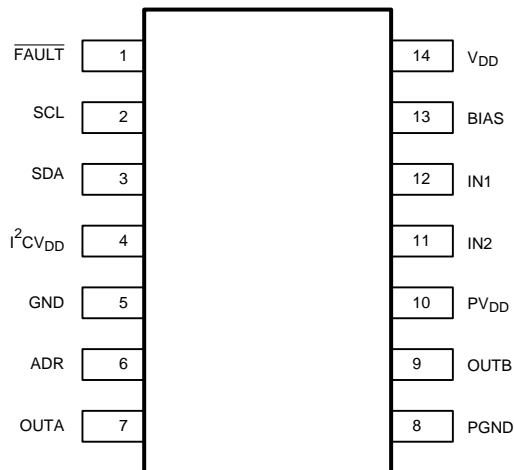 FAULT 1 14 VDD
SCL 2 13 BIAS
SDA 3 12 IN1
I²CVDD 4 11 IN2
GND 5 10 PVDD
ADR 6 9 OUTB
OUTA 7 8 PGND